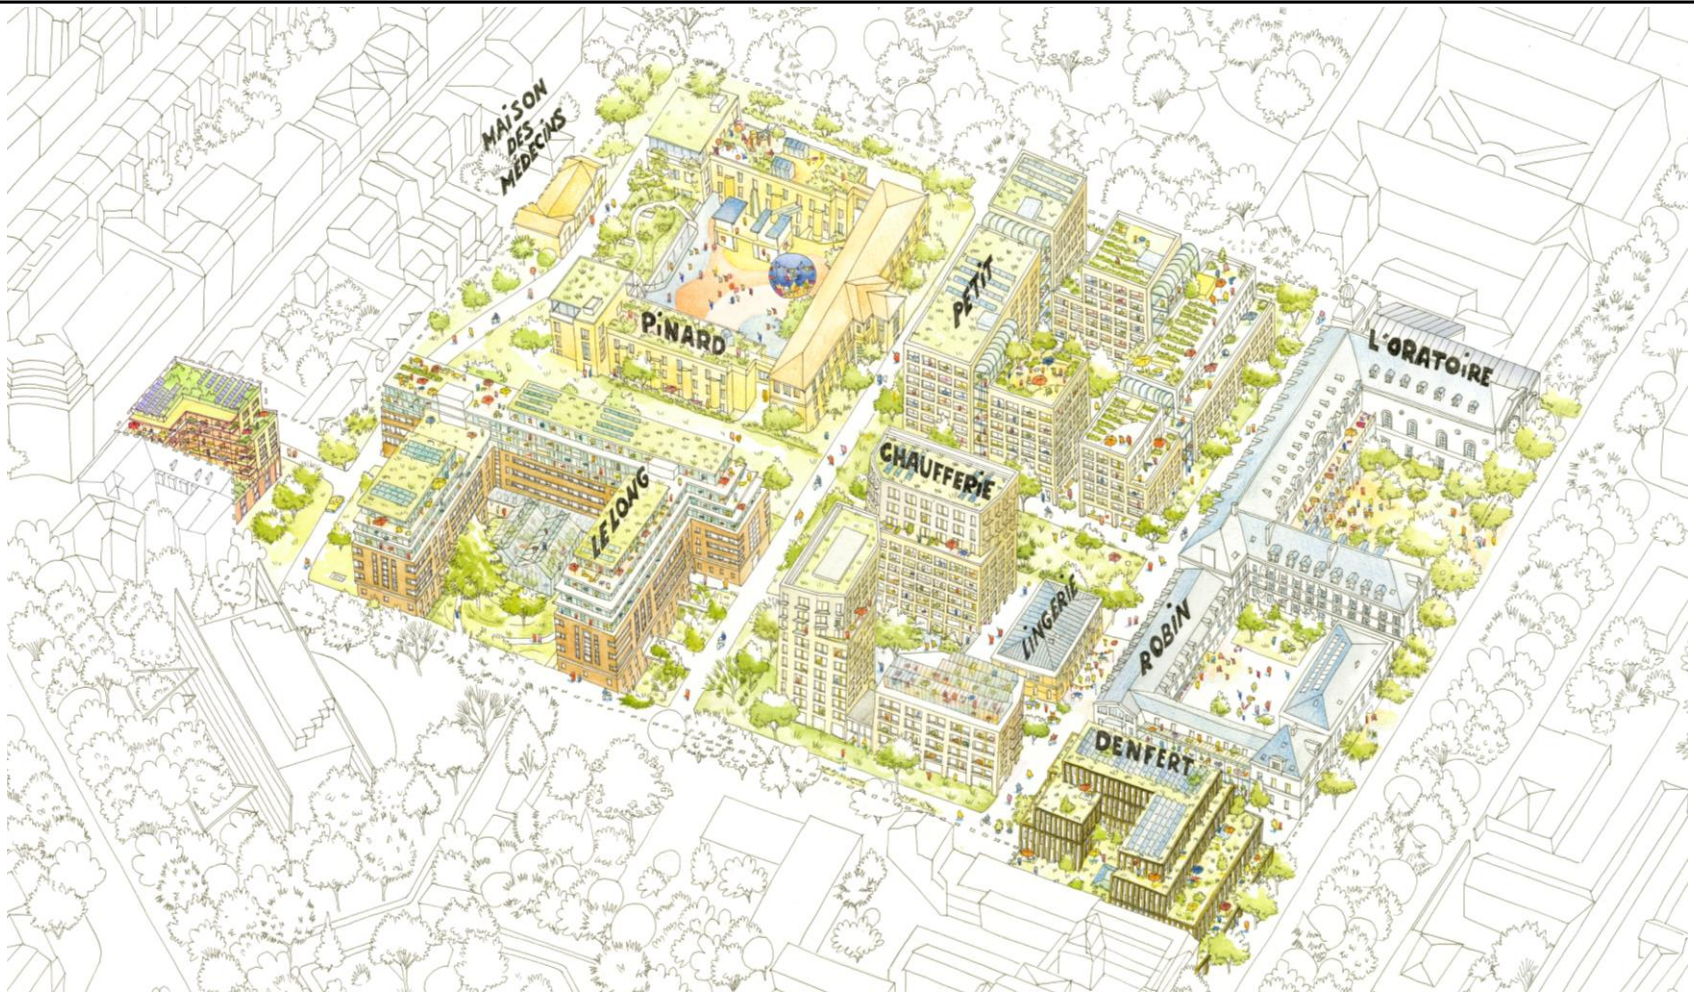 MAiSON
DES
MÉDECiNS
PiNARD
PETiT
L'ORATOiRE
CHAUFFERiE
LELONG
LiNGERiE
ROBiN
DENFERT